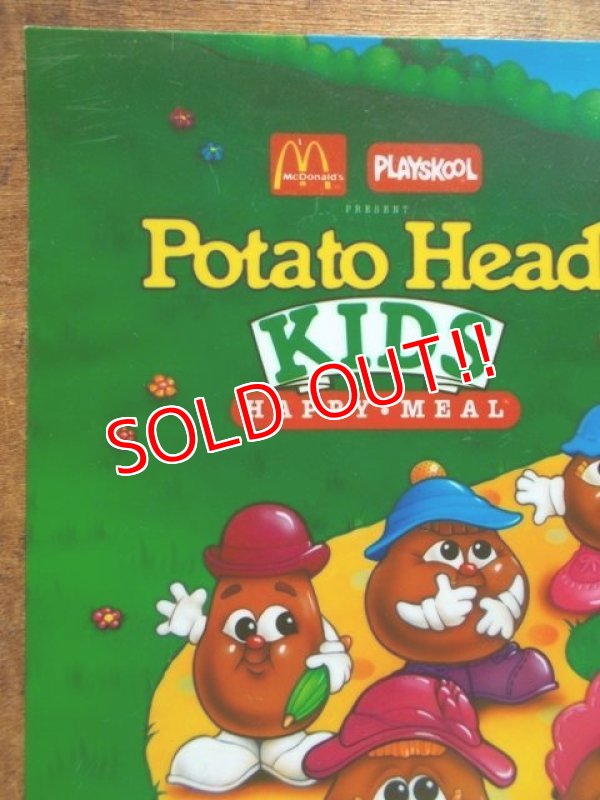 McDonald's
PLAYSKOOL
PRESENT
Potato Head
KIDS
HAPPY • MEAL
SOLD OUT!!